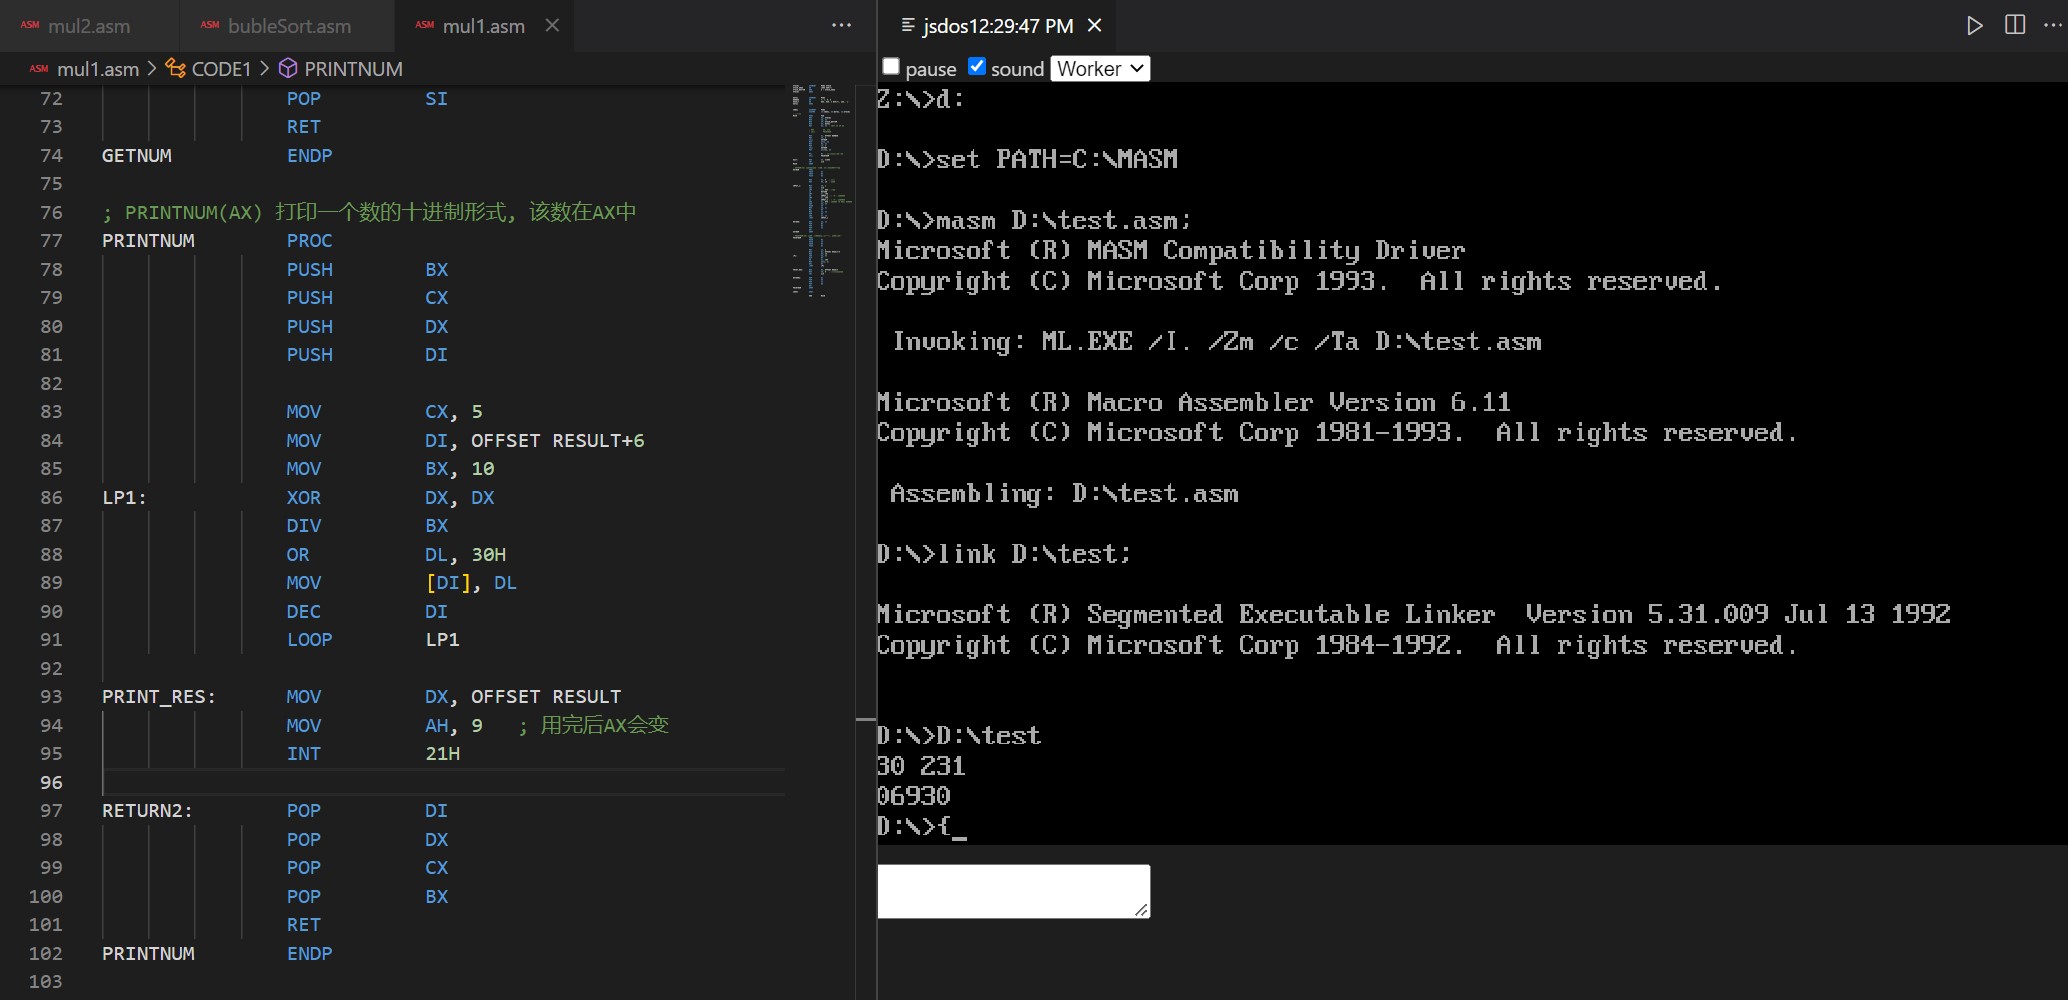 ASM mul2.asm ASM bubleSort.asm ASM mul1.asm
ASM mul1.asm > CODE1 > PRINTNUM
72 POP SI
73 RET
74 GETNUM ENDP
75
76 ; PRINTNUM(AX) 打印一个数的十进制形式, 该数在AX中
77 PRINTNUM PROC
78 PUSH BX
79 PUSH CX
80 PUSH DX
81 PUSH DI
82
83 MOV CX, 5
84 MOV DI, OFFSET RESULT+6
85 MOV BX, 10
86 LP1: XOR DX, DX
87 DIV BX
88 OR DL, 30H
89 MOV [DI], DL
90 DEC DI
91 LOOP LP1
92
93 PRINT_RES: MOV DX, OFFSET RESULT
94 MOV AH, 9 ; 用完后AX会变
95 INT 21H
96
97 RETURN2: POP DI
98 POP DX
99 POP CX
100 POP BX
101 RET
102 PRINTNUM ENDP
103
jsdos12:29:47 PM
pause sound Worker
Z:\>d:
D:\>set PATH=C:\MASM
D:\>masm D:\test.asm;
Microsoft (R) MASM Compatibility Driver
Copyright (C) Microsoft Corp 1993. All rights reserved.
Invoking: ML.EXE /I. /Zm /c /Ta D:\test.asm
Microsoft (R) Macro Assembler Version 6.11
Copyright (C) Microsoft Corp 1981-1993. All rights reserved.
Assembling: D:\test.asm
D:\>link D:\test;
Microsoft (R) Segmented Executable Linker Version 5.31.009 Jul 13 1992
Copyright (C) Microsoft Corp 1984-1992. All rights reserved.
D:\>D:\test
30 231
06930
D:\>{_